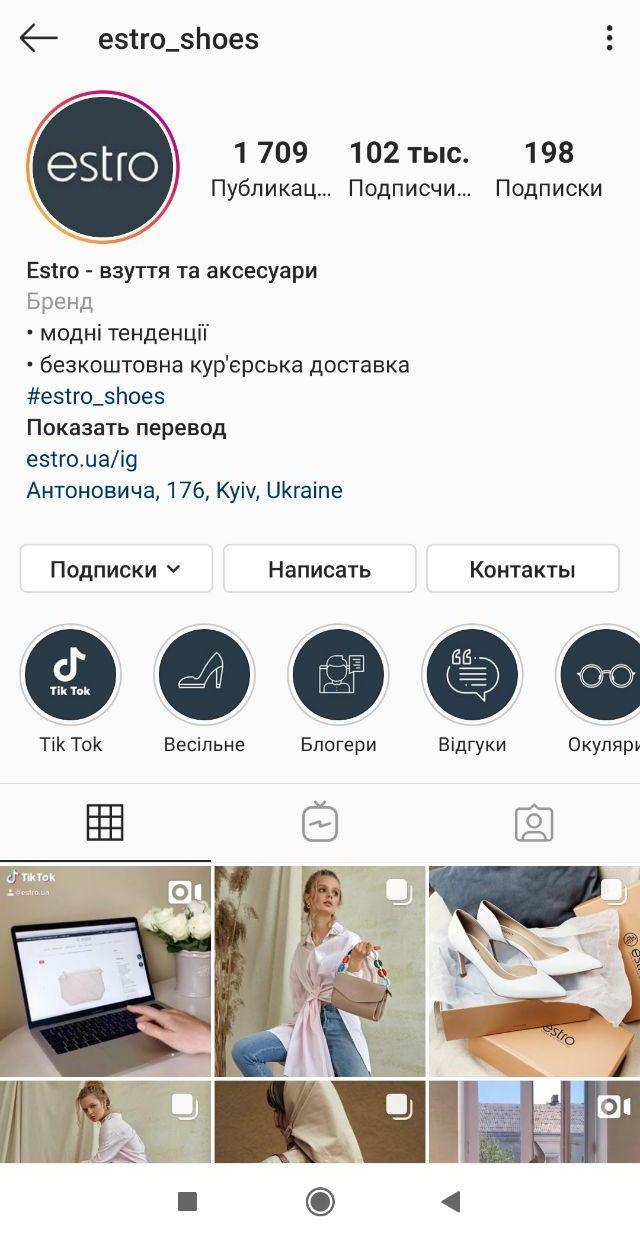 estro_shoes
estro
1 709
102 тыс.
198
Публикац...
Подписчи...
Подписки
Estro - взуття та аксесуари
Бренд
• модні тенденції
• безкоштовна кур'єрська доставка
#estro_shoes
Показать перевод
estro.ua/ig
Антоновича, 176, Kyiv, Ukraine
Подписки
Написать
Контакты
Tik Tok
Tik Tok
Весільне
Блогери
Відгуки
Окуляри
TikTok
@estro.ua
estro